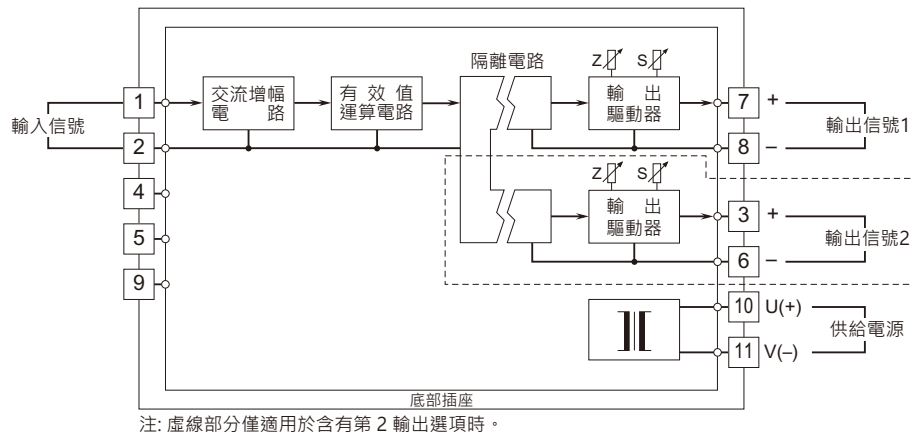 隔離電路
Z S
1
交流增幅
電 路
有 效 值
運算電路
輸 出
驅動器
7 +
輸入信號
輸出信號1
2
8 –
Z S
4
輸 出
驅動器
3 +
5
輸出信號2
6 –
9
10 U(+)
供給電源
11 V(–)
底部插座
注: 虛線部分僅適用於含有第 2 輸出選項時。